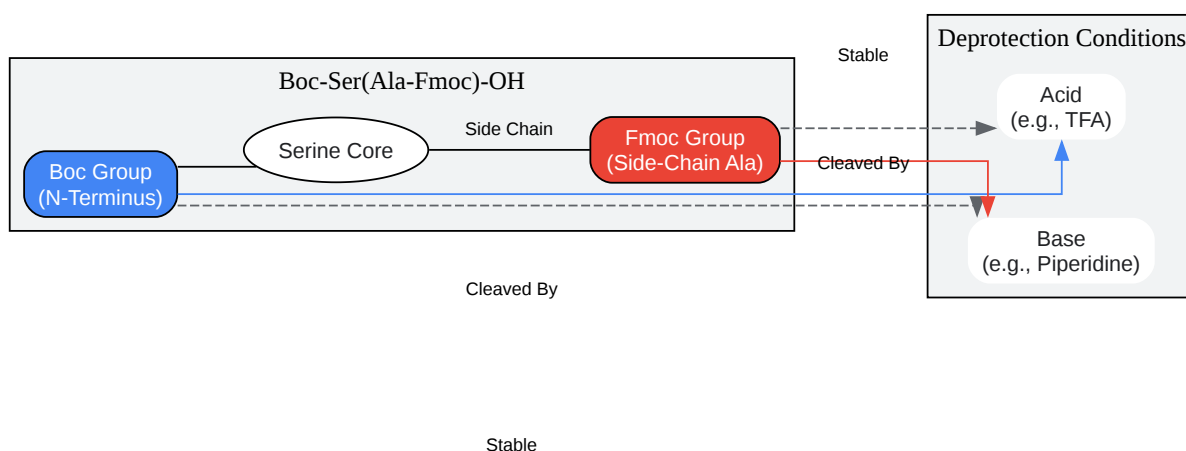 Deprotection Conditions
Stable
Boc-Ser(Ala-Fmoc)-OH
Acid
(e.g., TFA)
Side Chain
Fmoc Group
(Side-Chain Ala)
Serine Core
Cleaved By
Boc Group
(N-Terminus)
Base
(e.g., Piperidine)
Cleaved By
Stable